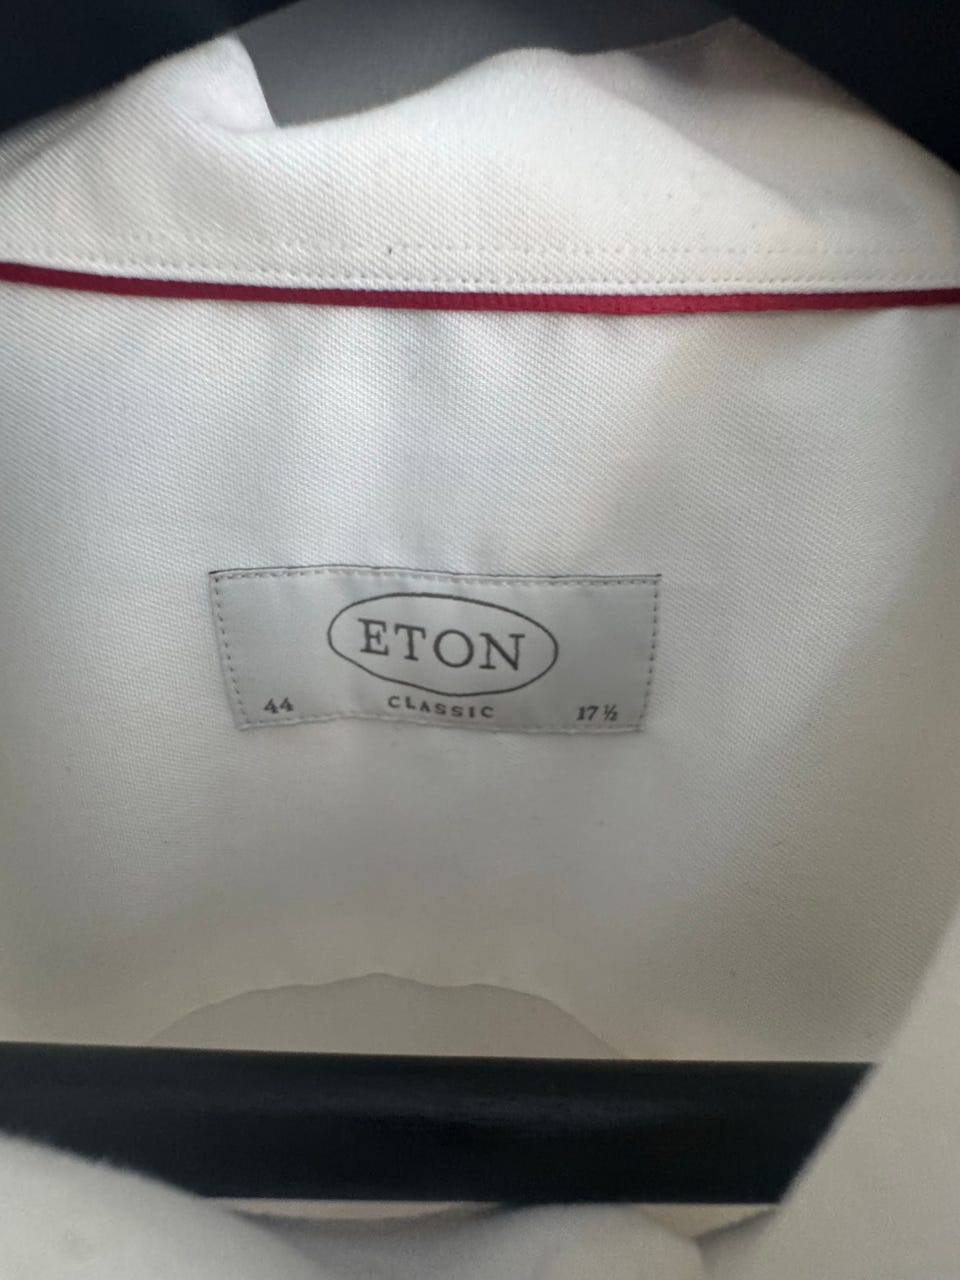 ETON
CLASSIC
44 17 ½